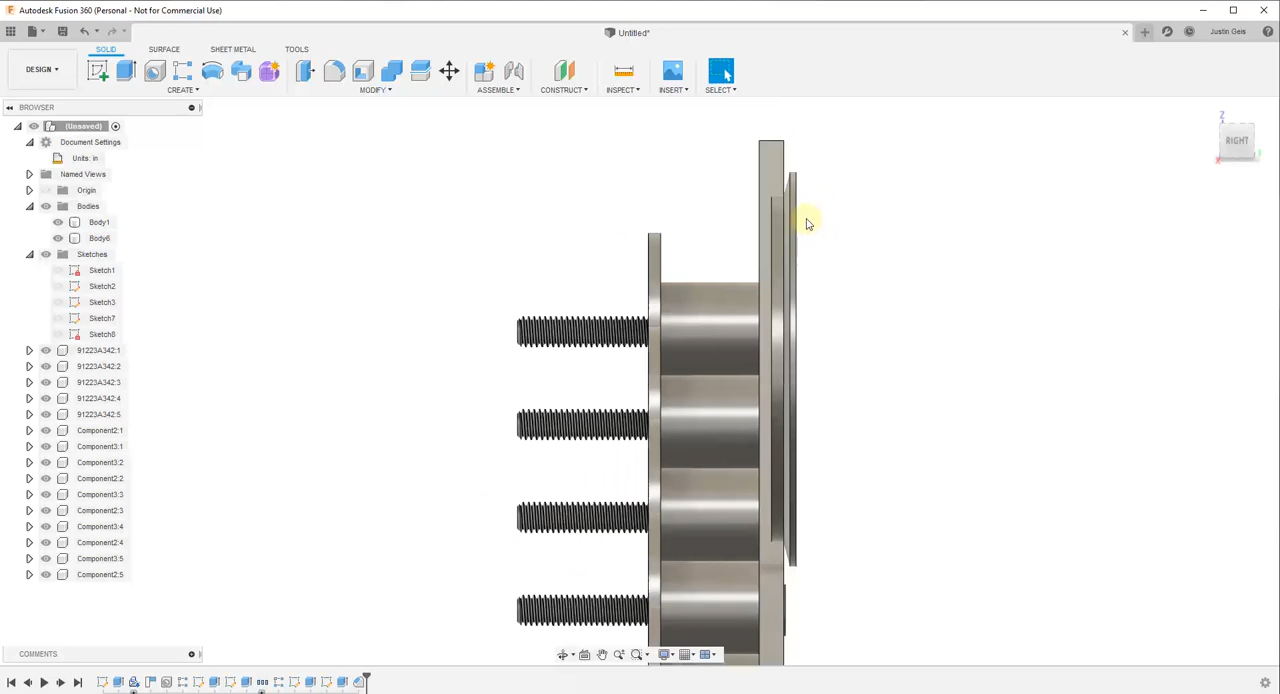 Autodesk Fusion 360 (Personal - Not for Commercial Use)
Untitled*
Justin Geis
DESIGN
SOLID
SURFACE
SHEET METAL
TOOLS
CREATE
MODIFY
ASSEMBLE
CONSTRUCT
INSPECT
INSERT
SELECT
BROWSER
(Unsaved)
Document Settings
Units: in
Named Views
Origin
Bodies
Body1
Body6
Sketches
Sketch1
Sketch2
Sketch3
Sketch7
Sketch8
91223A342:1
91223A342:2
91223A342:3
91223A342:4
91223A342:5
Component2:1
Component3:1
Component3:2
Component2:2
Component3:3
Component2:3
Component3:4
Component2:4
Component3:5
Component2:5
Z
RIGHT
X
COMMENTS